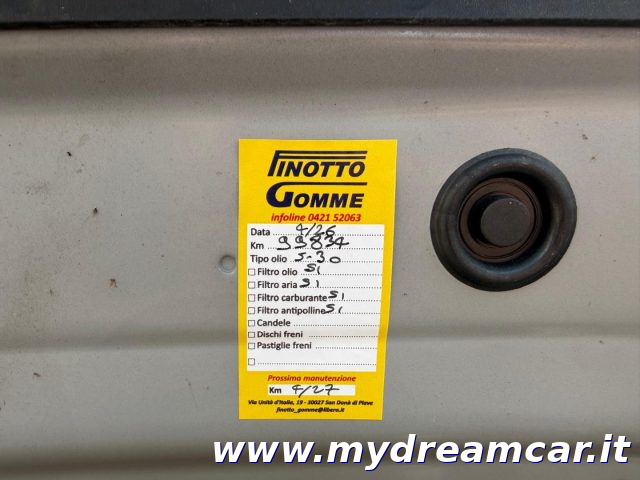 FINOTTO
GOMME
infoline 0421 52063
Data 4/26
Km 99834
Tipo olio 5-30
Filtro olio SI
Filtro aria SI
Filtro carburante SI
Filtro antipolline SI
Candele
Dischi freni
Pastiglie freni
Prossima manutenzione
Km 4/27
Via Unità d'Italia, 19 - 30027 San Donà di Piave
finotto_gomme@libero.it
www.mydreamcar.it